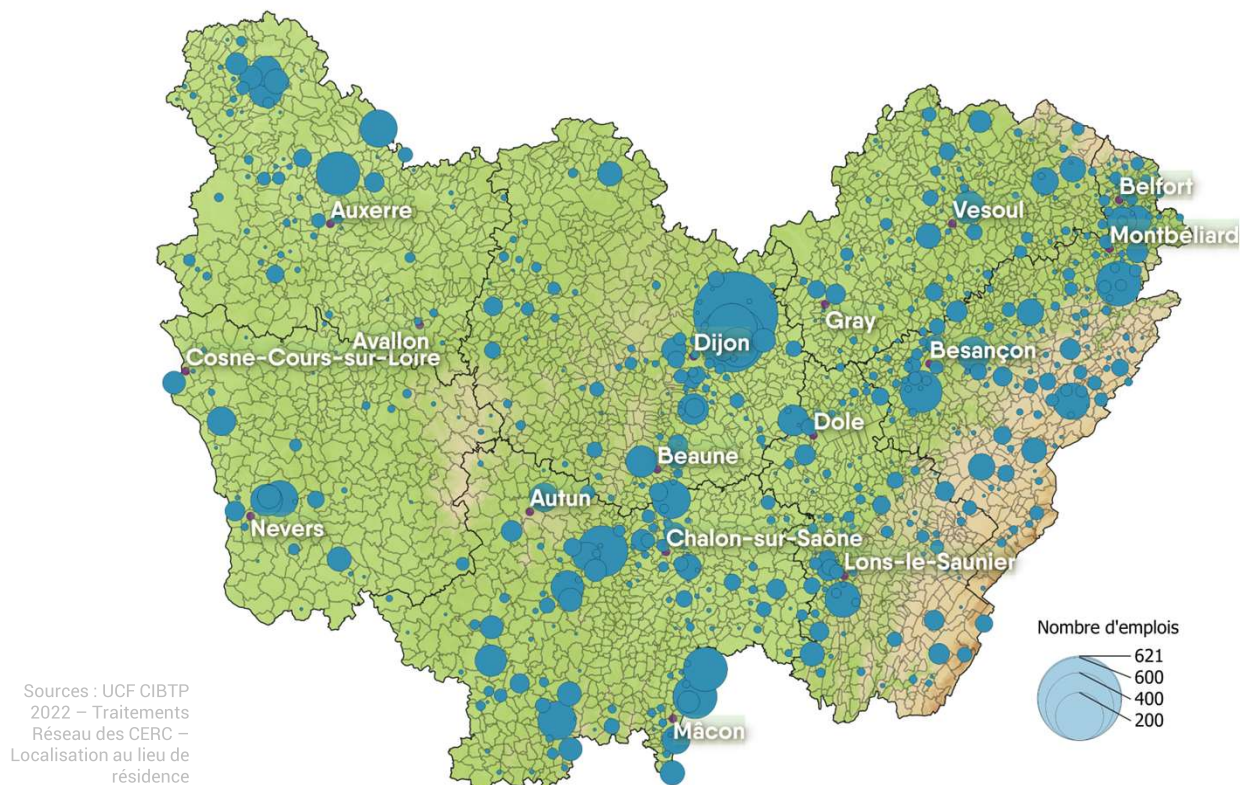 Auxerre
Belfort
Vesoul
Montbéliard
Gray
Avallon
Cosne-Cours-sur-Loire
Dijon
Besançon
Dole
Beaune
Autun
Nevers
Chalon-sur-Saône
Lons-le-Saunier
Mâcon
Nombre d'emplois
621
600
400
200
Sources : UCF CIBTP
2022 – Traitements
Réseau des CERC –
Localisation au lieu de
résidence